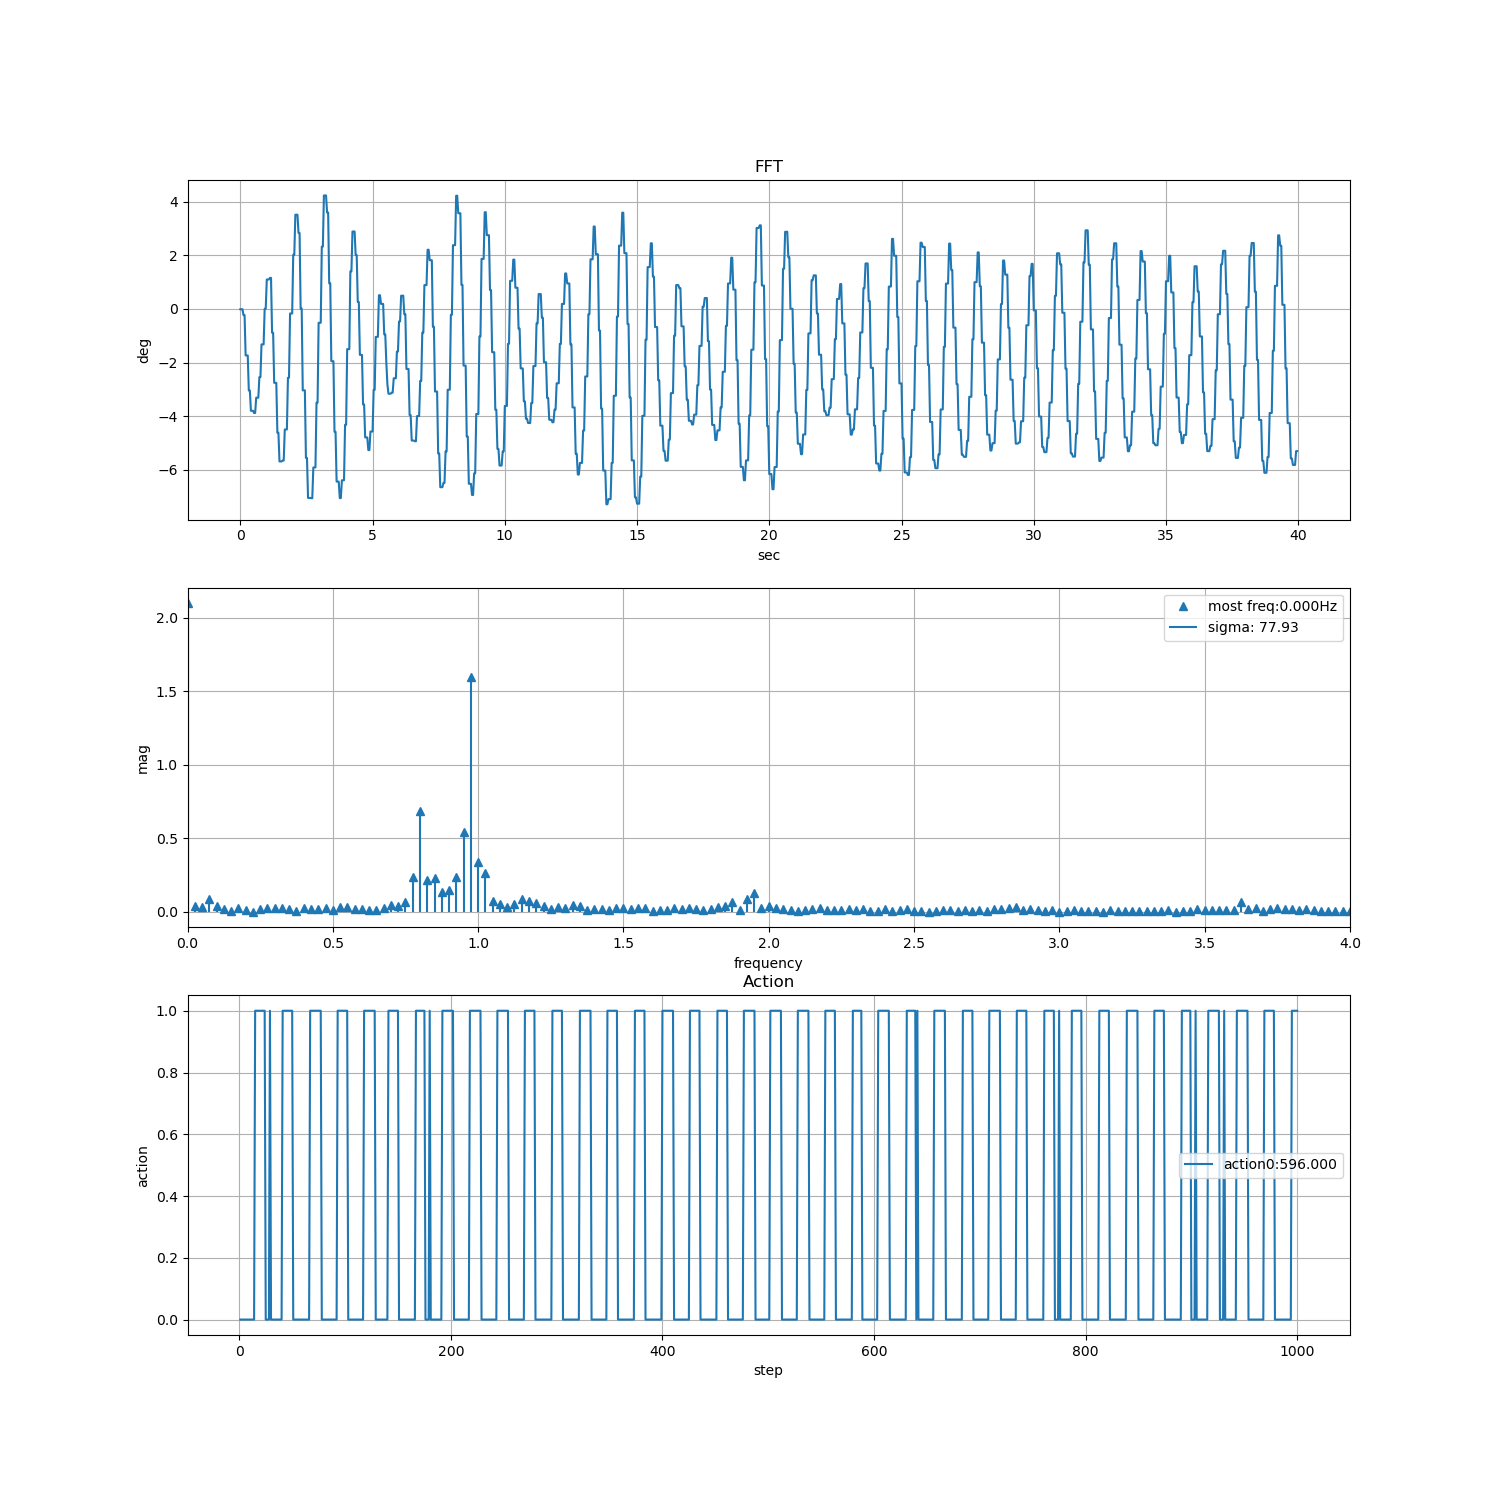 FFT
4
2
0
−2
−4
−6
deg
0 5 10 15 20 25 30 35 40
sec
2.0
1.5
1.0
0.5
0.0
mag
most freq:0.000Hz
sigma: 77.93
0.0 0.5 1.0 1.5 2.0 2.5 3.0 3.5 4.0
frequency
Action
1.0
0.8
0.6
0.4
0.2
0.0
action
action0:596.000
0 200 400 600 800 1000
step